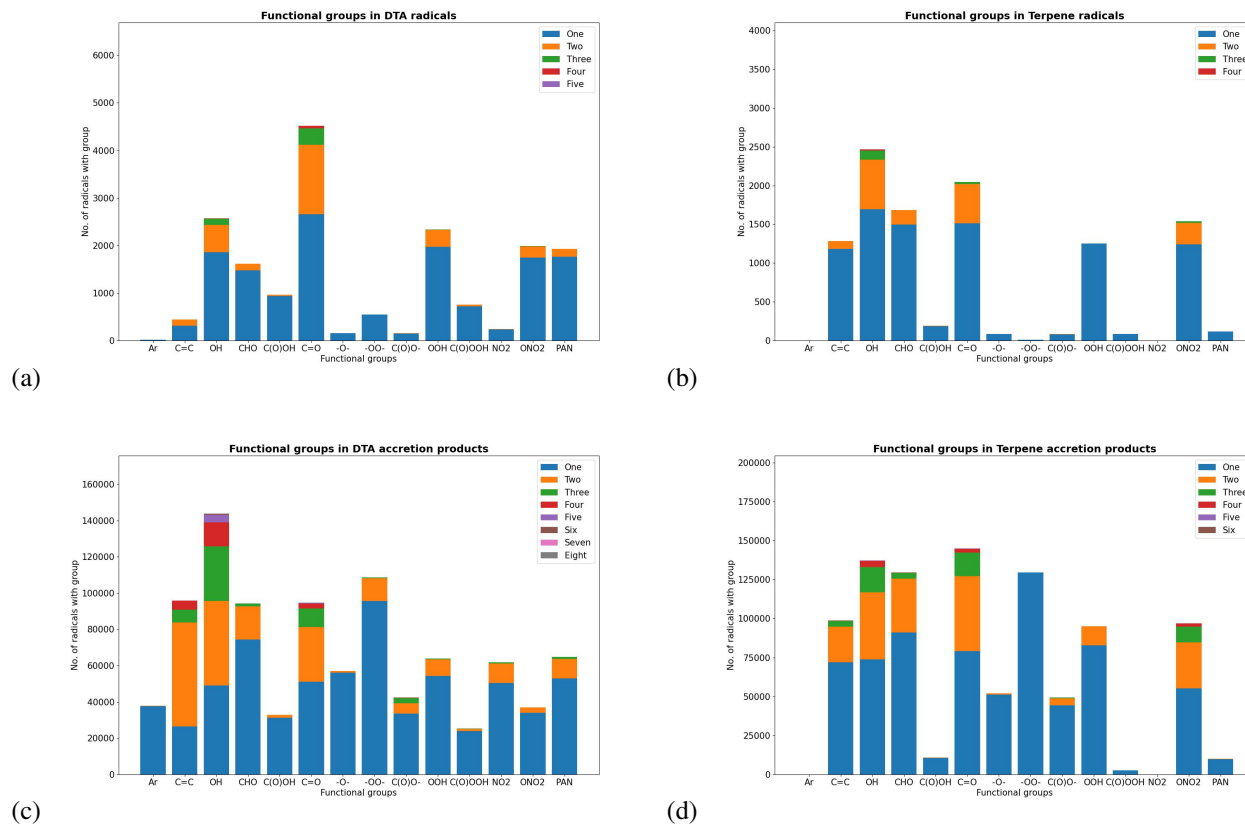 Functional groups in DTA radicals
No. of radicals with group
6000
5000
4000
3000
2000
1000
0
One
Two
Three
Four
Five
Ar C=C OH CHO C(O)OH C=O -O- -OO- C(O)O- OOH C(O)OOH NO2 ONO2 PAN
Functional groups
(a)
Functional groups in Terpene radicals
No. of radicals with group
4000
3500
3000
2500
2000
1500
1000
500
0
One
Two
Three
Four
Ar C=C OH CHO C(O)OH C=O -O- -OO- C(O)O- OOH C(O)OOH NO2 ONO2 PAN
Functional groups
(b)
Functional groups in DTA accretion products
No. of radicals with group
160000
140000
120000
100000
80000
60000
40000
20000
0
One
Two
Three
Four
Five
Six
Seven
Eight
Ar C=C OH CHO C(O)OH C=O -O- -OO- C(O)O- OOH C(O)OOH NO2 ONO2 PAN
Functional groups
(c)
Functional groups in Terpene accretion products
No. of radicals with group
200000
175000
150000
125000
100000
75000
50000
25000
0
One
Two
Three
Four
Five
Six
Ar C=C OH CHO C(O)OH C=O -O- -OO- C(O)O- OOH C(O)OOH NO2 ONO2 PAN
Functional groups
(d)